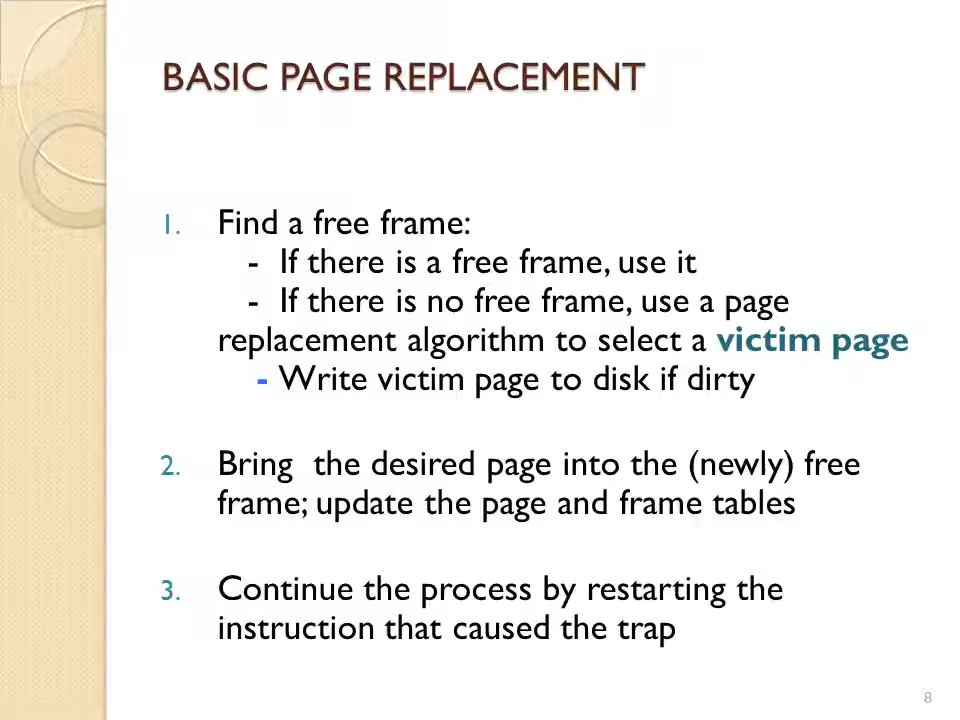 BASIC PAGE REPLACEMENT
1. Find a free frame:
- If there is a free frame, use it
- If there is no free frame, use a page
replacement algorithm to select a victim page
- Write victim page to disk if dirty
2. Bring the desired page into the (newly) free
frame; update the page and frame tables
3. Continue the process by restarting the
instruction that caused the trap
8